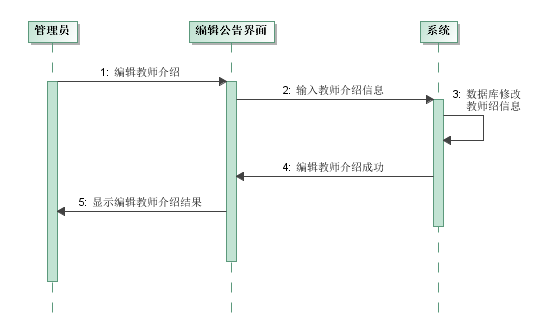 管理员
编辑公告界面
系统
1: 编辑教师介绍
2: 输入教师介绍信息
3: 数据库修改
教师绍信息
4: 编辑教师介绍成功
5: 显示编辑教师介绍结果